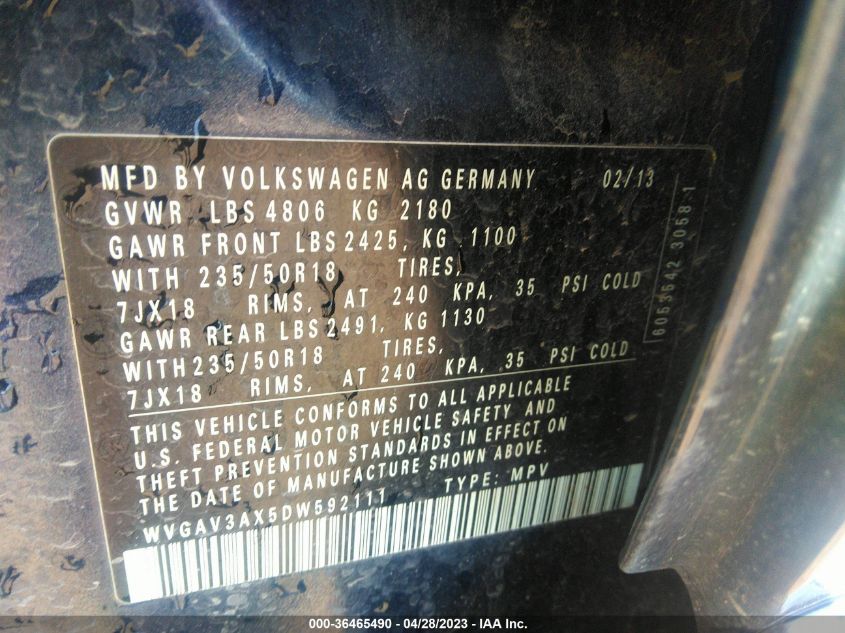 MFD BY VOLKSWAGEN AG GERMANY 02/13
GVWR LBS 4806 KG 2180
GAWR FRONT LBS 2425, KG 1100
WITH 235/50R18 TIRES,
7JX18 RIMS, AT 240 KPA, 35 PSI COLD
GAWR REAR LBS 2491, KG 1130
WITH 235/50R18 TIRES,
7JX18 RIMS, AT 240 KPA, 35 PSI COLD
THIS VEHICLE CONFORMS TO ALL APPLICABLE
U.S. FEDERAL MOTOR VEHICLE SAFETY AND
THEFT PREVENTION STANDARDS IN EFFECT ON
THE DATE OF MANUFACTURE SHOWN ABOVE.
WVGAV3AX5DW592111 TYPE: MPV
6053542 3058-1
000-36465490 - 04/28/2023 - IAA Inc.